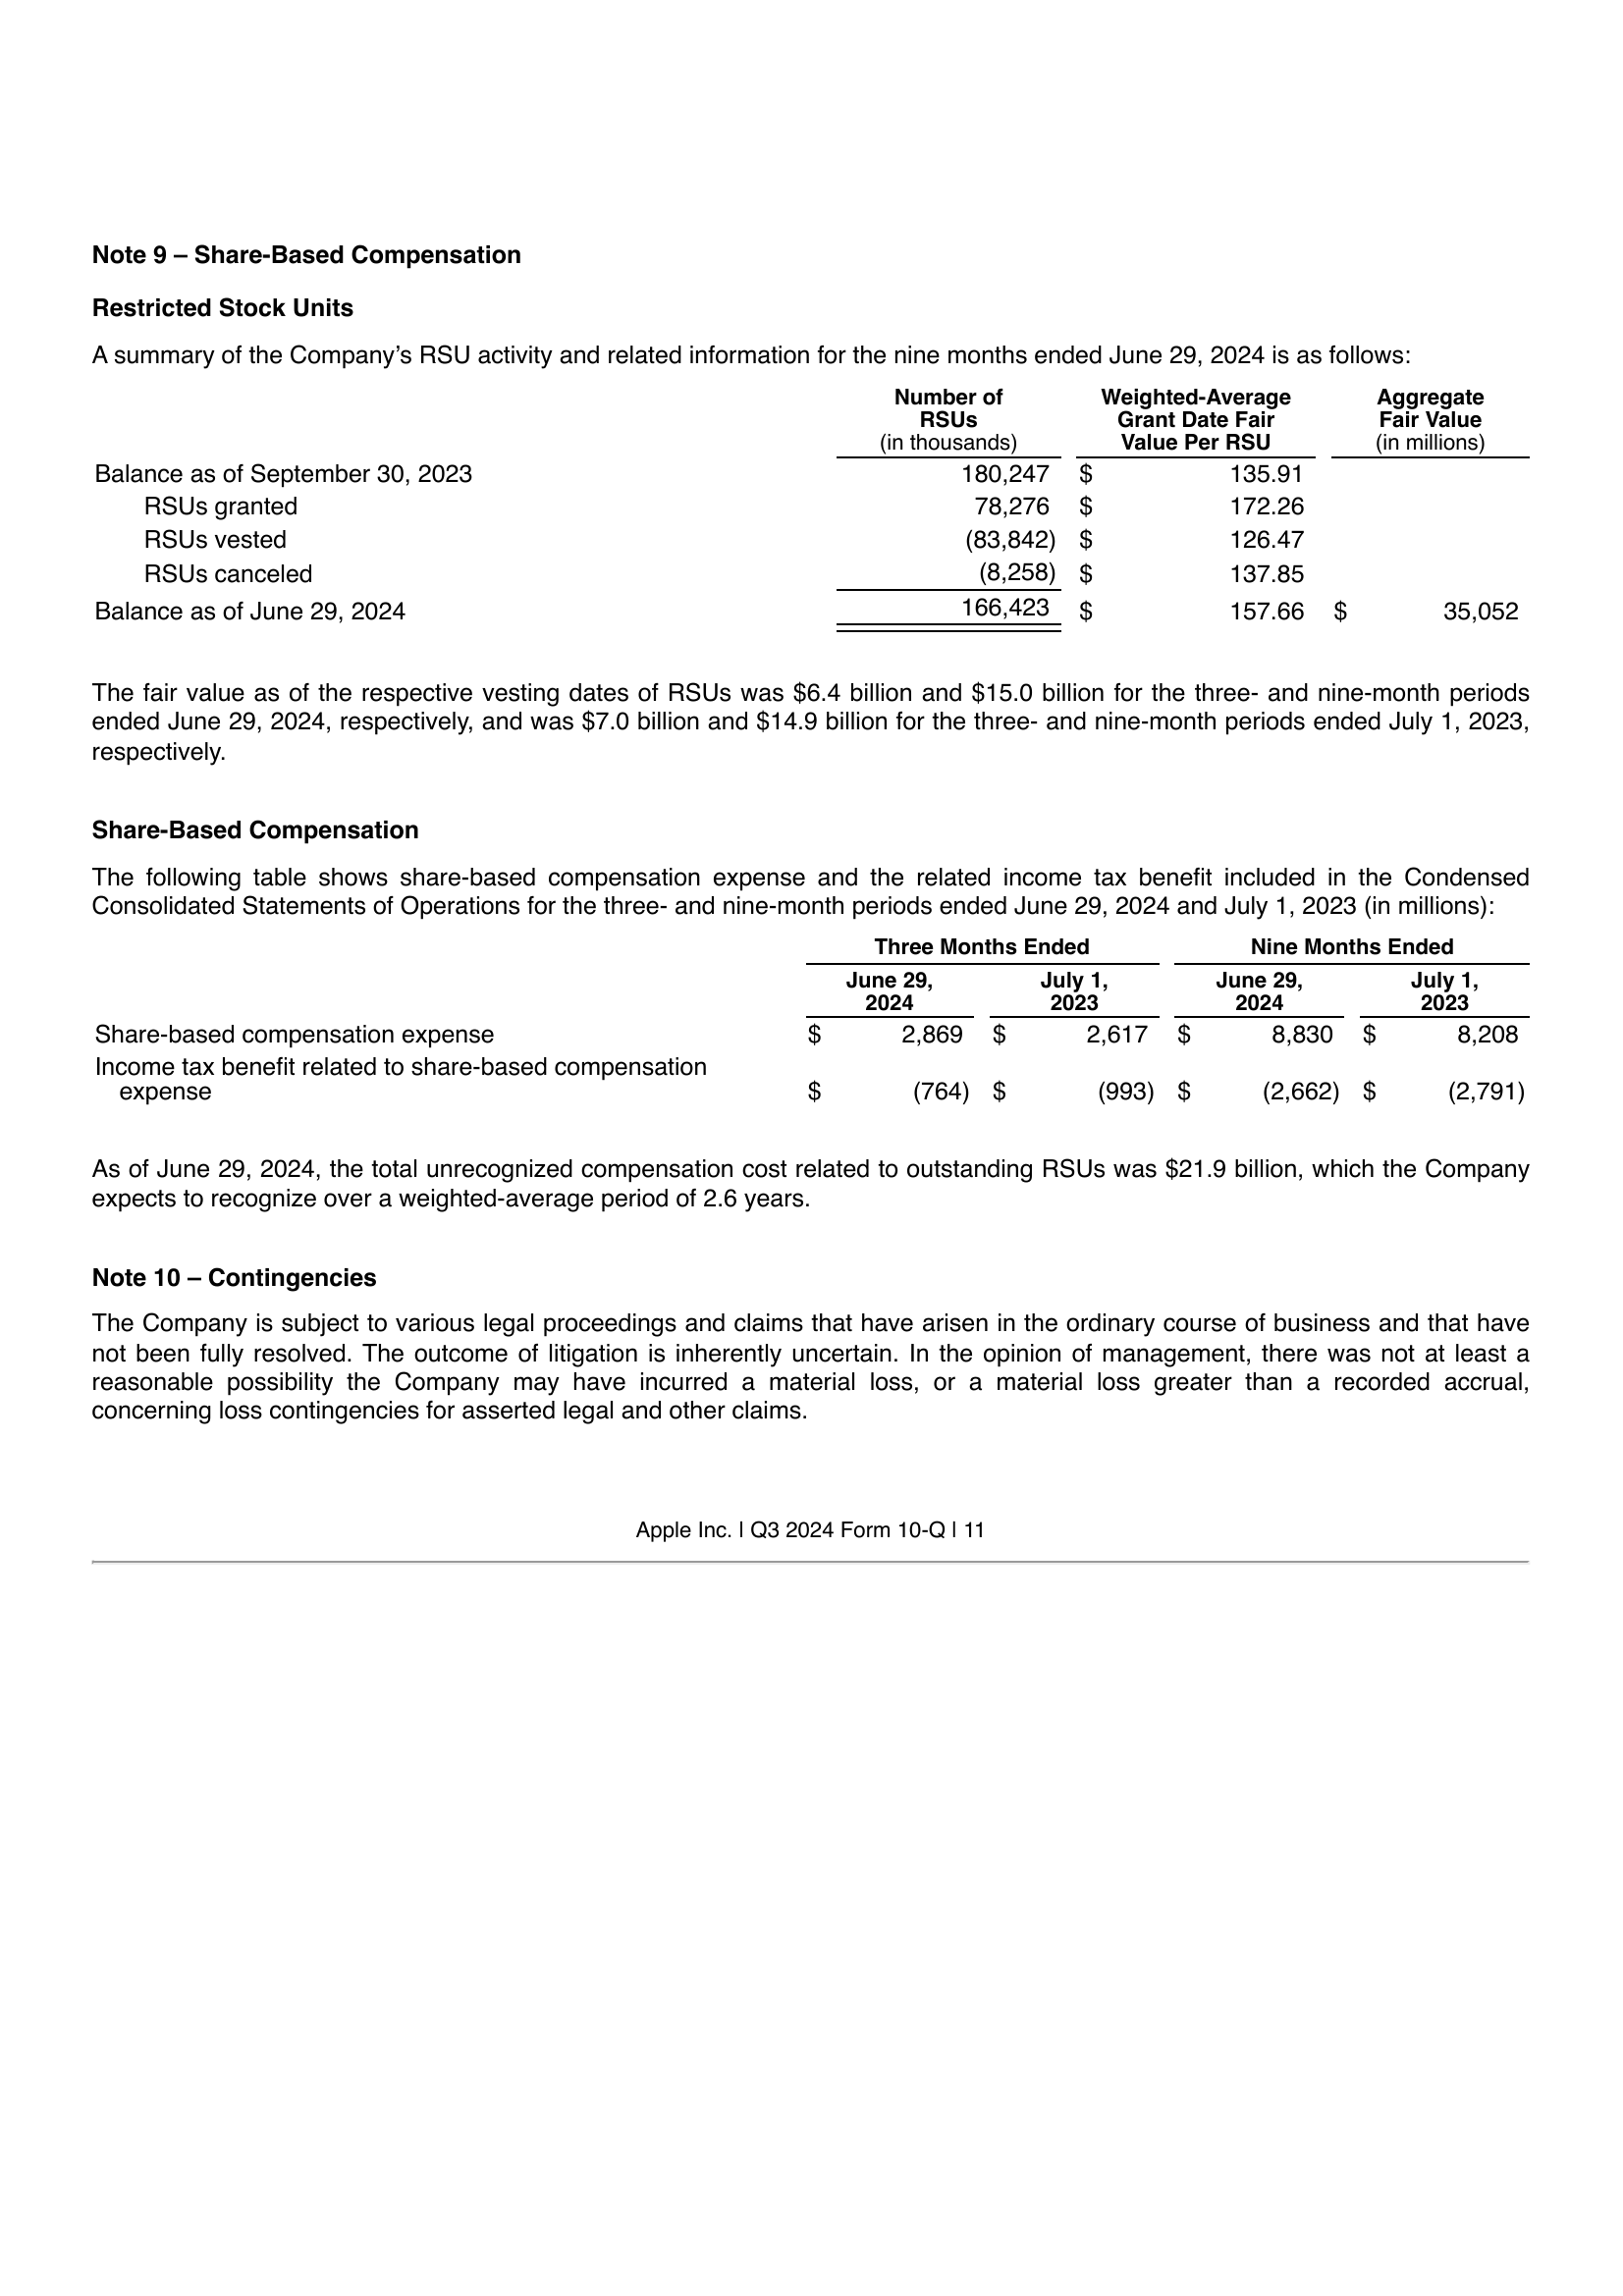 Note 9 – Share-Based Compensation
Restricted Stock Units
A summary of the Company’s RSU activity and related information for the nine months ended June 29, 2024 is as follows:
Number of RSUs (in thousands) Weighted-Average Grant Date Fair Value Per RSU Aggregate Fair Value (in millions)
Balance as of September 30, 2023 180,247 $ 135.91
RSUs granted 78,276 $ 172.26
RSUs vested (83,842) $ 126.47
RSUs canceled (8,258) $ 137.85
Balance as of June 29, 2024 166,423 $ 157.66 $ 35,052
The fair value as of the respective vesting dates of RSUs was $6.4 billion and $15.0 billion for the three- and nine-month periods
ended June 29, 2024, respectively, and was $7.0 billion and $14.9 billion for the three- and nine-month periods ended July 1, 2023,
respectively.
Share-Based Compensation
The following table shows share-based compensation expense and the related income tax benefit included in the Condensed
Consolidated Statements of Operations for the three- and nine-month periods ended June 29, 2024 and July 1, 2023 (in millions):
Three Months Ended Nine Months Ended
June 29, 2024 July 1, 2023 June 29, 2024 July 1, 2023
Share-based compensation expense $ 2,869 $ 2,617 $ 8,830 $ 8,208
Income tax benefit related to share-based compensation
expense $ (764) $ (993) $ (2,662) $ (2,791)
As of June 29, 2024, the total unrecognized compensation cost related to outstanding RSUs was $21.9 billion, which the Company
expects to recognize over a weighted-average period of 2.6 years.
Note 10 – Contingencies
The Company is subject to various legal proceedings and claims that have arisen in the ordinary course of business and that have
not been fully resolved. The outcome of litigation is inherently uncertain. In the opinion of management, there was not at least a
reasonable possibility the Company may have incurred a material loss, or a material loss greater than a recorded accrual,
concerning loss contingencies for asserted legal and other claims.
Apple Inc. | Q3 2024 Form 10-Q | 11